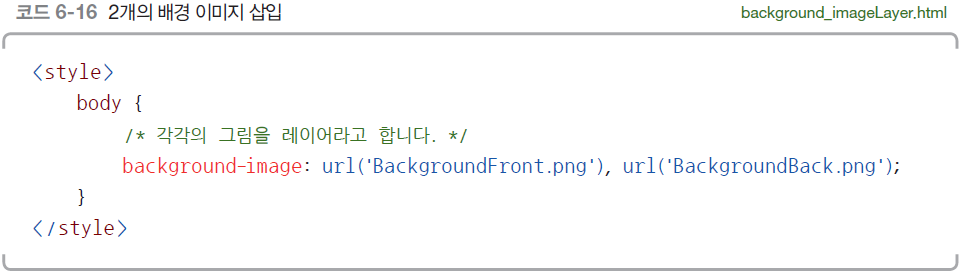 코드 6-16 2개의 배경 이미지 삽입 background_imageLayer.html
<style>
body {
/* 각각의 그림을 레이어라고 합니다. */
background-image: url('BackgroundFront.png'), url('BackgroundBack.png');
}
</style>